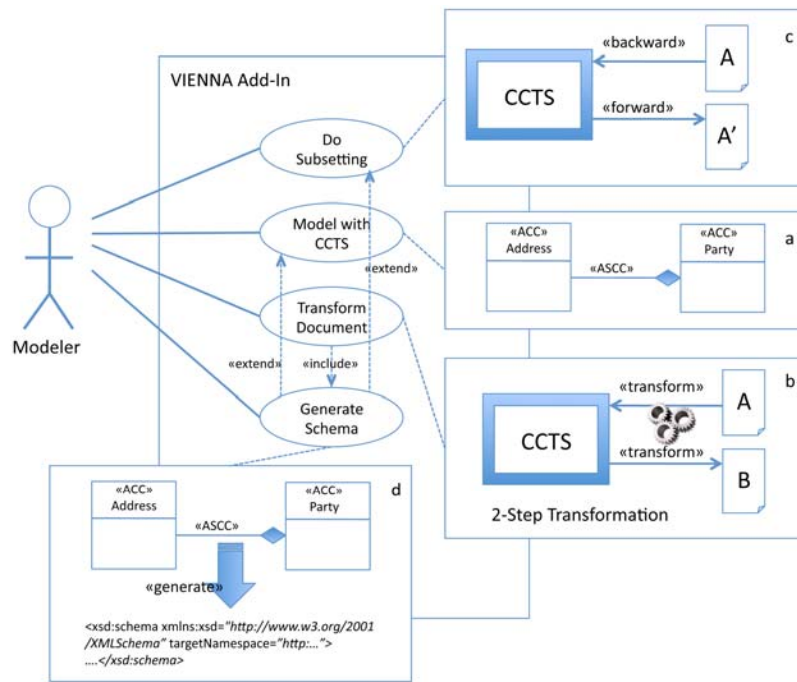 VIENNA Add-In
Do
Subsetting
Model with
CCTS
«extend»
Transform
Document
«extend»
«include»
Generate
Schema
Modeler
c
«backward»
CCTS
«forward»
A
A’
a
«ACC»
Address
«ASCC»
«ACC»
Party
b
«transform»
CCTS
«transform»
A
B
2-Step Transformation
d
«ACC»
Address
«ASCC»
«ACC»
Party
«generate»
<xsd:schema xmlns:xsd="http://www.w3.org/2001
/XMLSchema” targetNamespace=”http:…”>
….</xsd:schema>